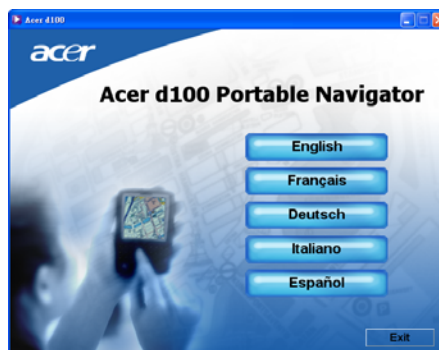 Acer d100
acer
Acer d100 Portable Navigator
English
Français
Deutsch
Italiano
Español
Exit